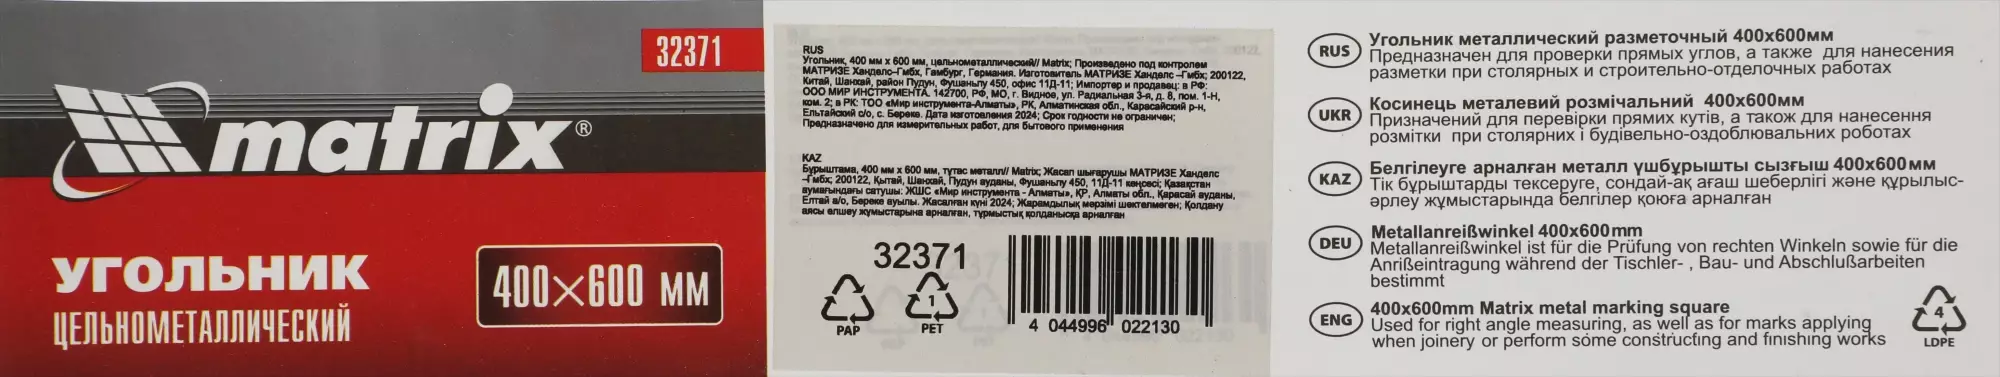 32371
matrix®
УГОЛЬНИК
ЦЕЛЬНОМЕТАЛЛИЧЕСКИЙ
400×600 мм
RUS
Угольник, 400 мм x 600 мм, цельнометаллический// Matrix; Произведено под контролем
МАТРИЗЕ Ханделс-Гмбх, Гамбург, Германия. Изготовитель МАТРИЗЕ Ханделс -Гмбх; 200122,
Китай, Шанхай, район Пудун, Фушаньлу 450, офис 11Д-11; Импортер и продавец: в РФ:
ООО МИР ИНСТРУМЕНТА. 142700, РФ, МО, г. Видное, ул. Радиальная 3-я, д. 8, пом. 1-Н,
ком. 2; в РК: ТОО «Мир инструмента-Алматы», РК, Алматинская обл., Карасайский р-н,
Ельтайский с/о, с. Береке. Дата изготовления 2024; Срок годности не ограничен;
Предназначено для измерительных работ, для бытового применения
KAZ
Бұрыштама, 400 мм x 600 мм, тұтас металл// Matrix; Жасап шығарушы МАТРИЗЕ Ханделс
-Гмбх; 200122, Қытай, Шанхай, Пудун ауданы, Фушаньлу 450, 11Д-11 кеңсесі; Қазақстан
аумағындағы сатушы: ЖШС «Мир инструмента - Алматы», ҚР, Алматы обл., Қарасай ауданы,
Елтай а/о, Береке ауылы. Жасалған күні 2024; Жарамдылық мерзімі шектелмеген; Қолдану
аясы өлшеу жұмыстарына арналған, тұрмыстық қолданысқа арналған
32371
PAP
1
PET
4 044996 022130
RUS
Угольник металлический разметочный 400x600мм
Предназначен для проверки прямых углов, а также для нанесения
разметки при столярных и строительно-отделочных работах
UKR
Косинець металевий розмічальний 400x600мм
Призначений для перевірки прямих кутів, а також для нанесення
розмітки при столярних і будівельно-оздоблювальних роботах
KAZ
Белгілеуге арналған металл үшбұрышты сызғыш 400x600мм
Тік бұрыштарды тексеруге, сондай-ақ ағаш шеберлігі және құрылыс-
әрлеу жұмыстарында белгілер қоюға арналған
DEU
Metallanreißwinkel 400x600mm
Metallanreißwinkel ist für die Prüfung von rechten Winkeln sowie für die
Anrißeintragung während der Tischler- , Bau- und Abschlußarbeiten
bestimmt
ENG
400x600mm Matrix metal marking square
Used for right angle measuring, as well as for marks applying
when joinery or perform some constructing and finishing works
4
LDPE